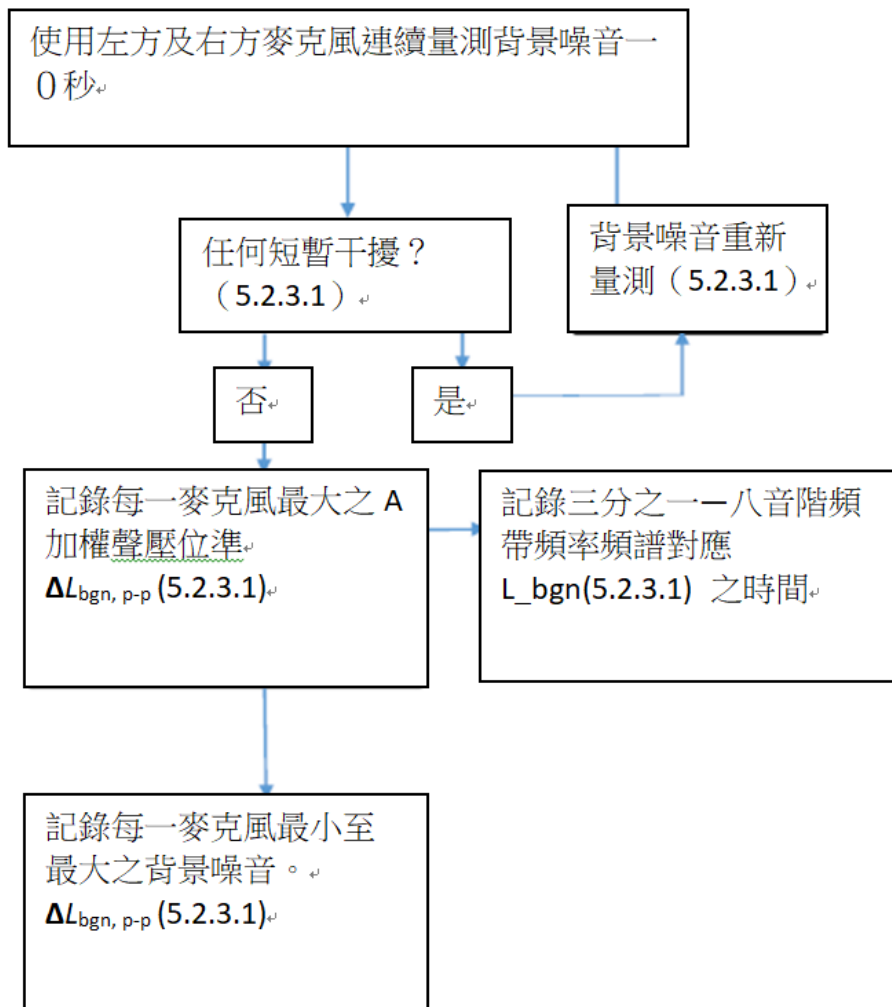 使用左方及右方麥克風連續量測背景噪音一
０秒
任何短暫干擾？
（5.2.3.1）
背景噪音重新
量測（5.2.3.1）
否
是
記錄每一麥克風最大之 A
加權聲壓位準
ΔLbgn, p-p (5.2.3.1)
記錄三分之一－八音階頻
帶頻率頻譜對應
L_bgn(5.2.3.1) 之時間
記錄每一麥克風最小至
最大之背景噪音。
ΔLbgn, p-p (5.2.3.1)